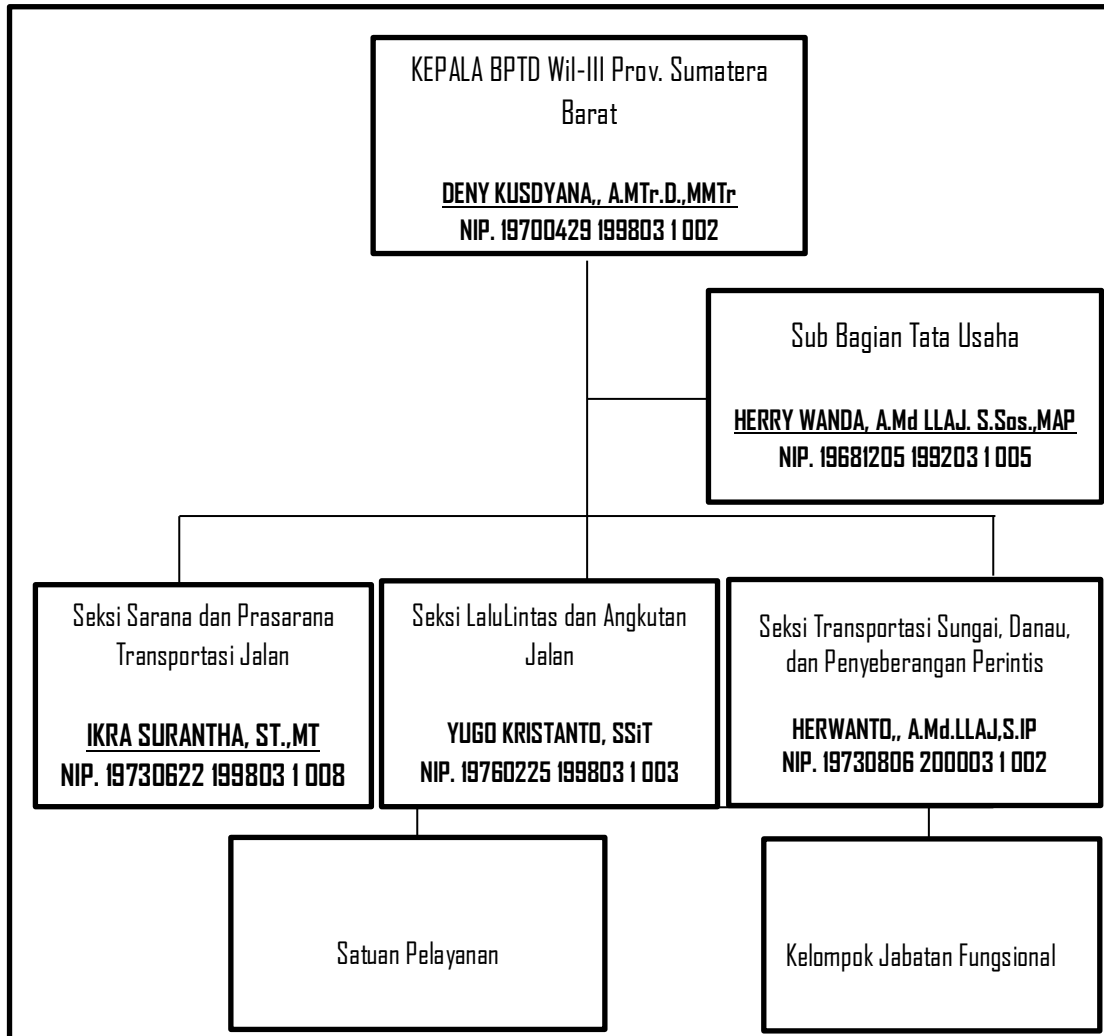 KEPALA BPTD Wil-III Prov. Sumatera
Barat
DENY KUSDYANA,, A.MTr.D.,MMTr
NIP. 19700429 199803 1 002
Sub Bagian Tata Usaha
HERRY WANDA, A.Md LLAJ. S.Sos.,MAP
NIP. 19681205 199203 1 005
Seksi Sarana dan Prasarana
Transportasi Jalan
IKRA SURANTHA, ST.,MT
NIP. 19730622 199803 1 008
Seksi LaluLintas dan Angkutan
Jalan
YUGO KRISTANTO, SSiT
NIP. 19760225 199803 1 003
Seksi Transportasi Sungai, Danau,
dan Penyeberangan Perintis
HERWANTO,, A.Md.LLAJ,S.IP
NIP. 19730806 200003 1 002
Satuan Pelayanan
Kelompok Jabatan Fungsional